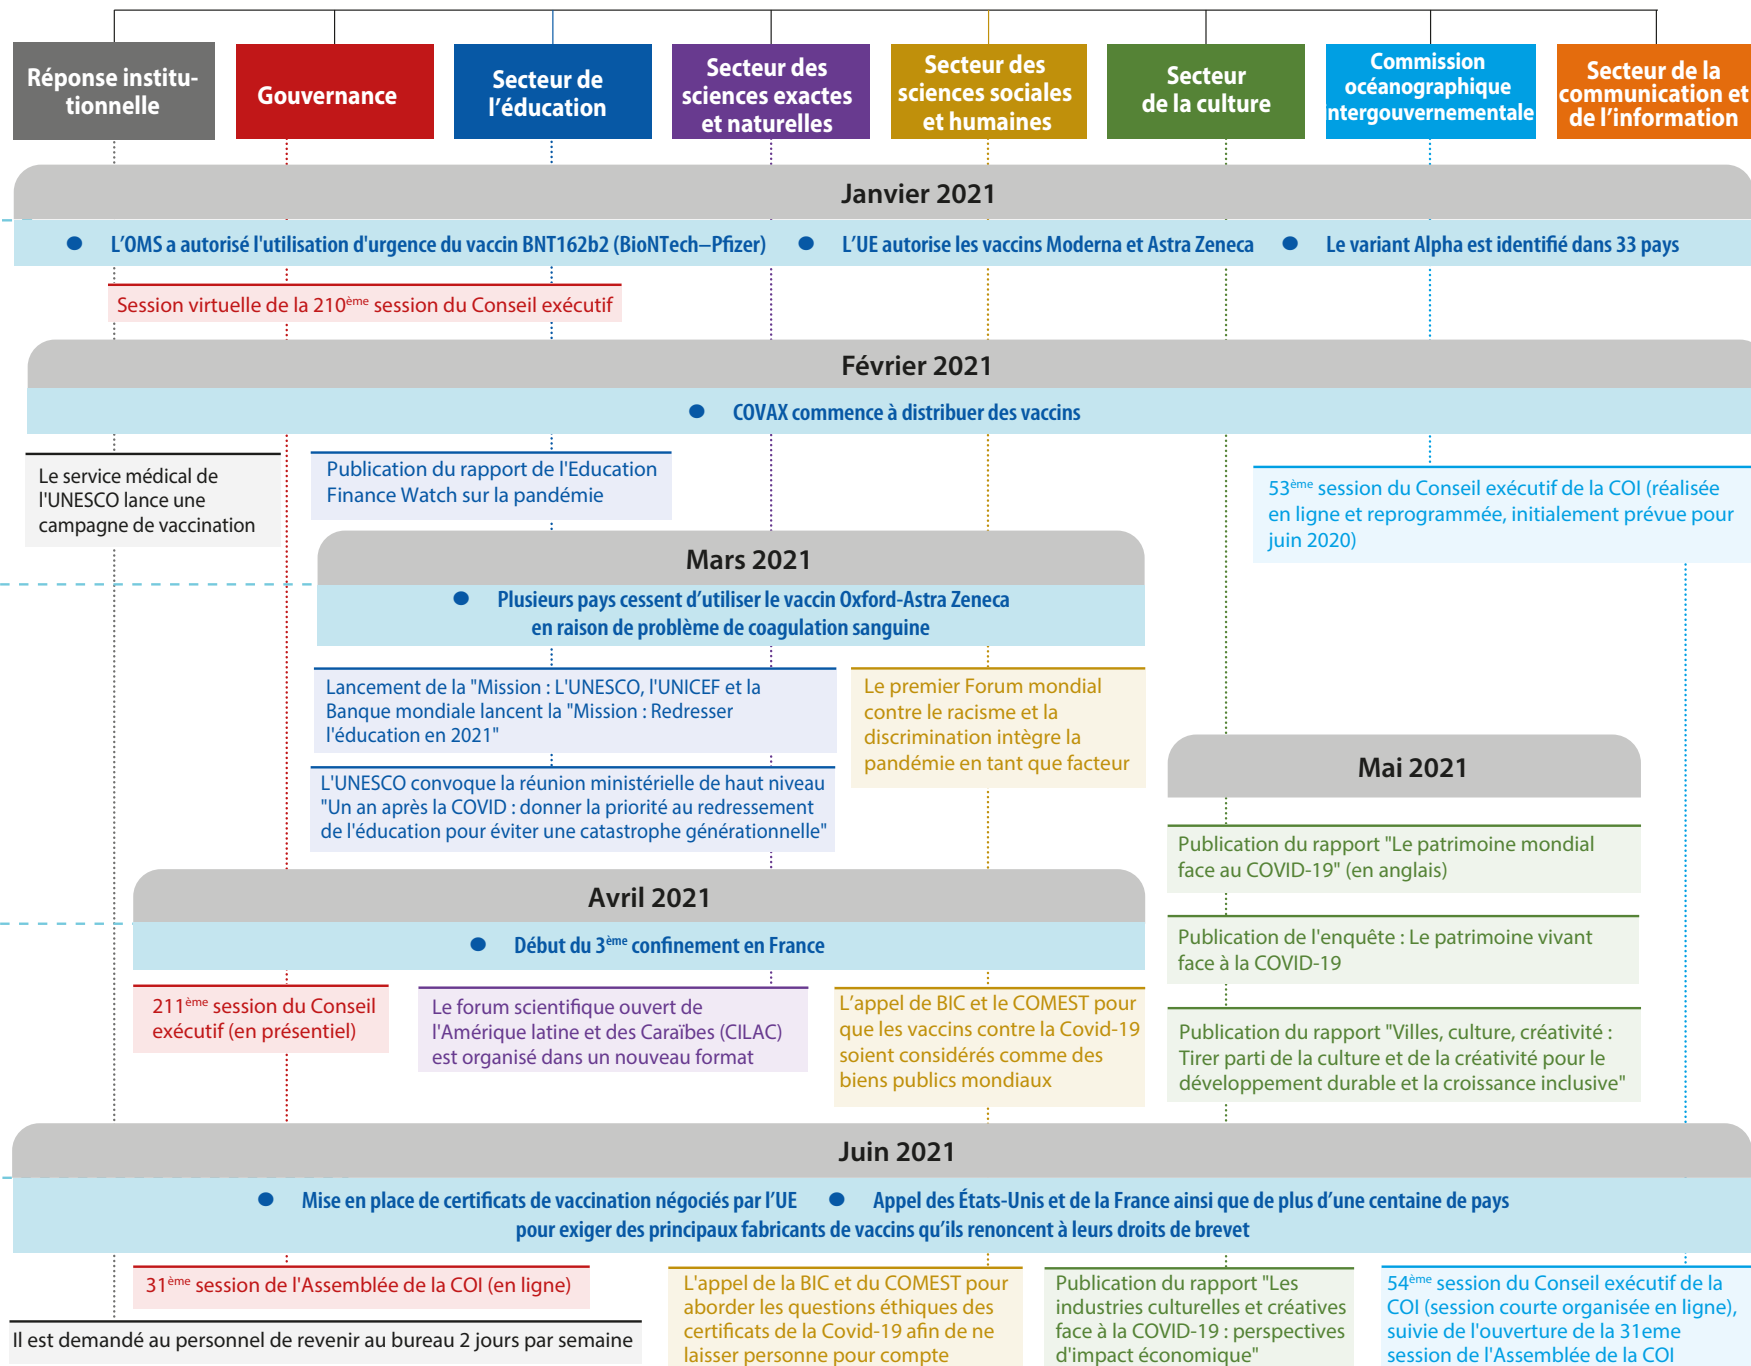 Réponse institu-
tionnelle
Gouvernance
Secteur de
l'éducation
Secteur des
sciences exactes
et naturelles
Secteur des
sciences sociales
et humaines
Secteur
de la culture
Commission
océanographique
intergouvernementale
Secteur de la
communication et
de l'information
Janvier 2021
● L'OMS a autorisé l'utilisation d'urgence du vaccin BNT162b2 (BioNTech–Pfizer) ● L'UE autorise les vaccins Moderna et Astra Zeneca ● Le variant Alpha est identifié dans 33 pays
Session virtuelle de la 210ème session du Conseil exécutif
Février 2021
● COVAX commence à distribuer des vaccins
Le service médical de
l'UNESCO lance une
campagne de vaccination
Publication du rapport de l'Education
Finance Watch sur la pandémie
53ème session du Conseil exécutif de la COI (réalisée
en ligne et reprogrammée, initialement prévue pour
juin 2020)
Mars 2021
● Plusieurs pays cessent d'utiliser le vaccin Oxford-Astra Zeneca
en raison de problème de coagulation sanguine
Lancement de la "Mission : L'UNESCO, l'UNICEF et la
Banque mondiale lancent la "Mission : Redresser
l'éducation en 2021"
Le premier Forum mondial
contre le racisme et la
discrimination intègre la
pandémie en tant que facteur
L'UNESCO convoque la réunion ministérielle de haut niveau
"Un an après la COVID : donner la priorité au redressement
de l'éducation pour éviter une catastrophe générationnelle"
Mai 2021
Publication du rapport "Le patrimoine mondial
face au COVID-19" (en anglais)
Publication de l'enquête : Le patrimoine vivant
face à la COVID-19
Publication du rapport "Villes, culture, créativité :
Tirer parti de la culture et de la créativité pour le
développement durable et la croissance inclusive"
Avril 2021
● Début du 3ème confinement en France
211ème session du Conseil
exécutif (en présentiel)
Le forum scientifique ouvert de
l'Amérique latine et des Caraïbes (CILAC)
est organisé dans un nouveau format
L'appel de BIC et le COMEST pour
que les vaccins contre la Covid-19
soient considérés comme des
biens publics mondiaux
Juin 2021
● Mise en place de certificats de vaccination négociés par l'UE ● Appel des États-Unis et de la France ainsi que de plus d'une centaine de pays
pour exiger des principaux fabricants de vaccins qu'ils renoncent à leurs droits de brevet
31ème session de l'Assemblée de la COI (en ligne)
Il est demandé au personnel de revenir au bureau 2 jours par semaine
L'appel de la BIC et du COMEST pour
aborder les questions éthiques des
certificats de la Covid-19 afin de ne
laisser personne pour compte
Publication du rapport "Les
industries culturelles et créatives
face à la COVID-19 : perspectives
d'impact économique"
54ème session du Conseil exécutif de la
COI (session courte organisée en ligne),
suivie de l'ouverture de la 31eme
session de l'Assemblée de la COI